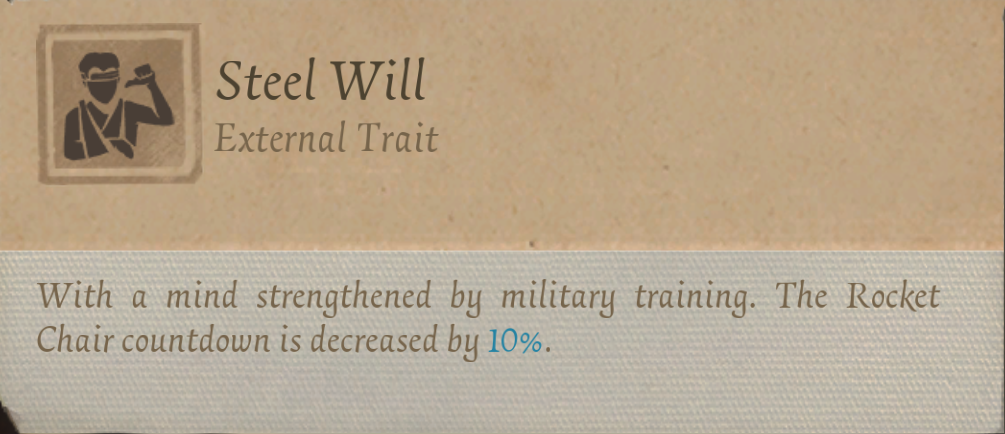 Steel Will
External Trait
With a mind strengthened by military training. The Rocket
Chair countdown is decreased by 10%.